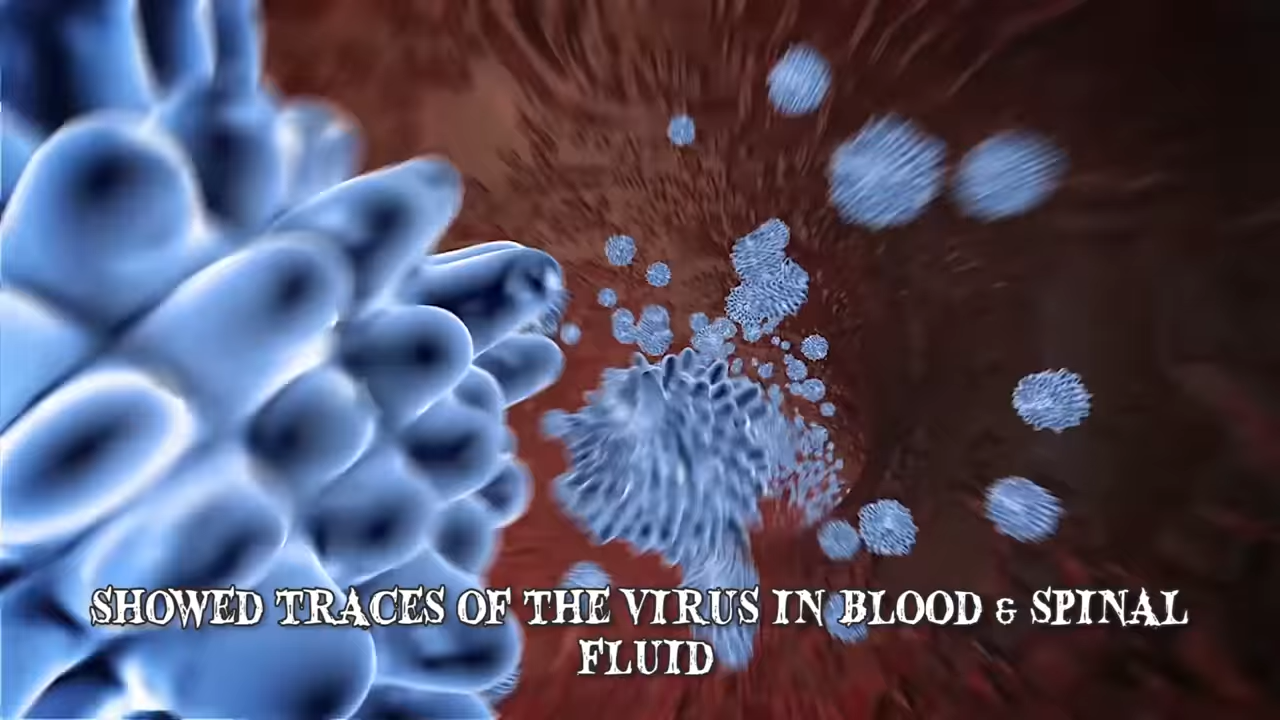 SHOWED TRACES OF THE VIRUS IN BLOOD & SPINAL
FLUID